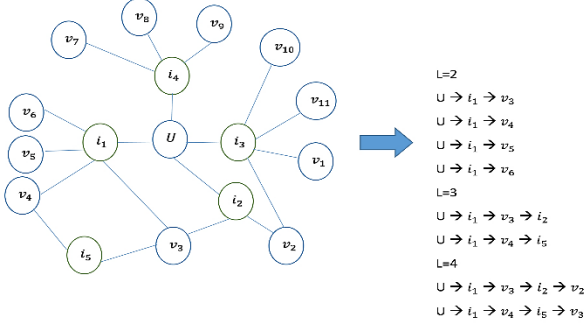 v₈
v₉
v₇
v₁₀
i₄
v₁₁
v₆
i₁
U
i₃
v₅
v₁
v₄
i₂
v₃
v₂
i₅
L=2
U → i₁ → v₃
U → i₁ → v₄
U → i₁ → v₅
U → i₁ → v₆
L=3
U → i₁ → v₃ → i₂
U → i₁ → v₄ → i₅
L=4
U → i₁ → v₃ → i₂ → v₂
U → i₁ → v₄ → i₅ → v₃